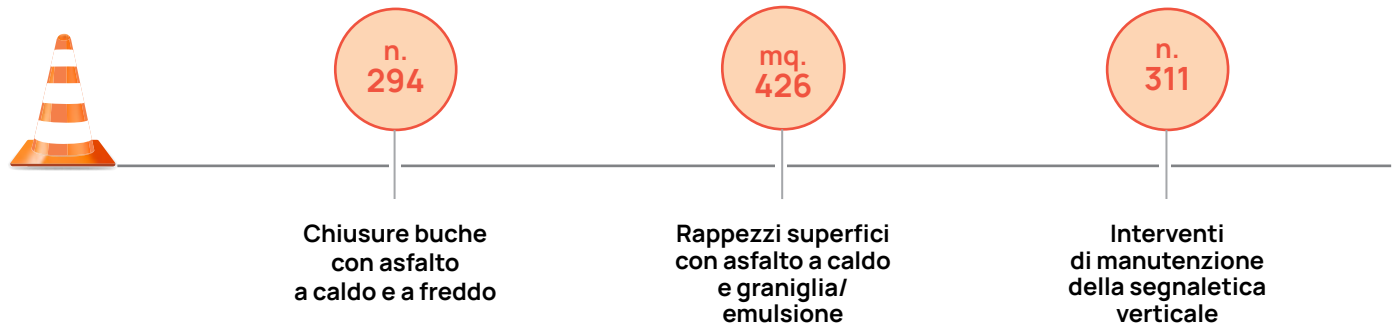 n.
294
mq.
426
n.
311
Chiusure buche
con asfalto
a caldo e a freddo
Rappezzi superfici
con asfalto a caldo
e graniglia/
emulsione
Interventi
di manutenzione
della segnaletica
verticale